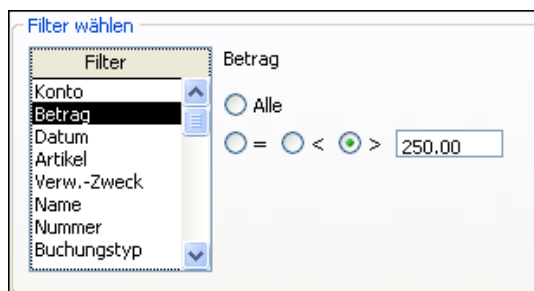 Filter wählen
Filter
Konto
Betrag
Datum
Artikel
Verw.-Zweck
Name
Nummer
Buchungstyp
Betrag
Alle
= < > 250.00